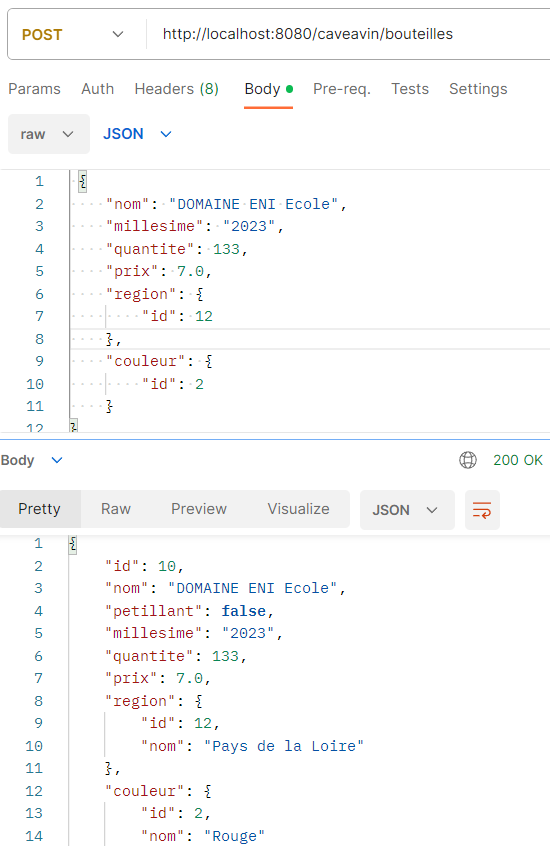 POST http://localhost:8080/caveavin/bouteilles
Params Auth Headers (8) Body Pre-req. Tests Settings
raw JSON
1 {
2 "nom": "DOMAINE ENI Ecole",
3 "millesime": "2023",
4 "quantite": 133,
5 "prix": 7.0,
6 "region": {
7 "id": 12
8 },
9 "couleur": {
10 "id": 2
11 }
12 }
Body 200 OK
Pretty Raw Preview Visualize JSON
1 {
2 "id": 10,
3 "nom": "DOMAINE ENI Ecole",
4 "petillant": false,
5 "millesime": "2023",
6 "quantite": 133,
7 "prix": 7.0,
8 "region": {
9 "id": 12,
10 "nom": "Pays de la Loire"
11 },
12 "couleur": {
13 "id": 2,
14 "nom": "Rouge"